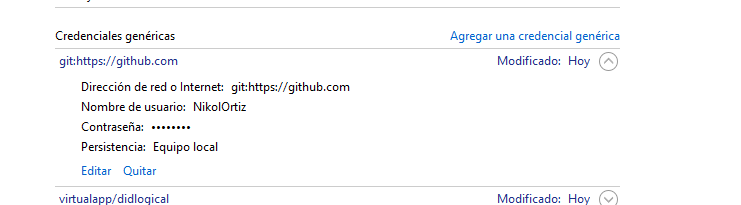 Credenciales genéricas Agregar una credencial genérica
git:https://github.com Modificado: Hoy
Dirección de red o Internet: git:https://github.com
Nombre de usuario: NikolOrtiz
Contraseña: ••••••••
Persistencia: Equipo local
Editar Quitar
virtualapp/didlogical Modificado: Hoy